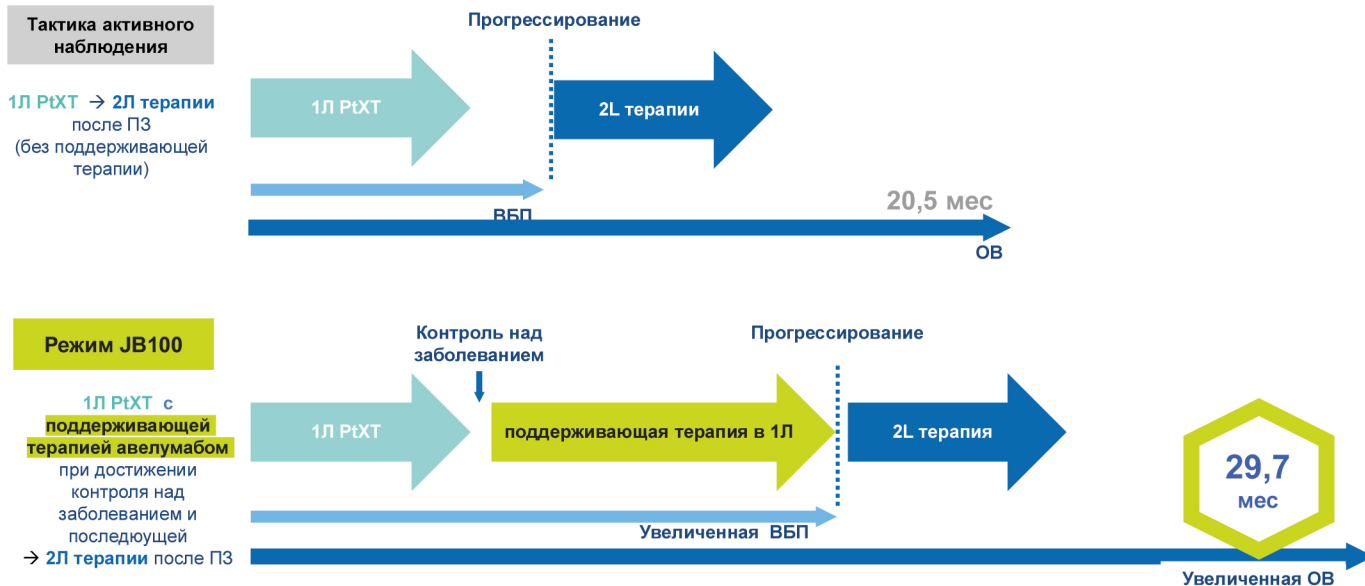 Тактика активного
наблюдения
1Л PtXT → 2Л терапии
после ПЗ
(без поддерживающей
терапии)
Прогрессирование
1Л PtXT
2L терапии
ВБП
20,5 мес
ОВ
Режим JB100
1Л PtXT с
поддерживающей
терапией авелумабом
при достижении
контроля над
заболеванием и
последюущей
→ 2Л терапии после ПЗ
Контроль над
заболеванием
Прогрессирование
1Л PtXT
поддерживающая терапия в 1Л
2L терапия
Увеличенная ВБП
29,7
мес
Увеличенная ОВ